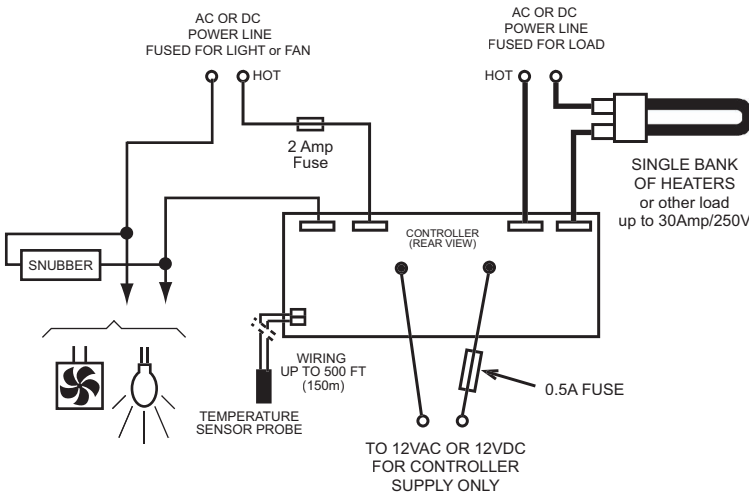 AC OR DC
POWER LINE
FUSED FOR LIGHT or FAN
HOT
2 Amp
Fuse
AC OR DC
POWER LINE
FUSED FOR LOAD
HOT
SINGLE BANK
OF HEATERS
or other load
up to 30Amp/250V
CONTROLLER
(REAR VIEW)
SNUBBER
WIRING
UP TO 500 FT
(150m)
TEMPERATURE
SENSOR PROBE
0.5A FUSE
TO 12VAC OR 12VDC
FOR CONTROLLER
SUPPLY ONLY